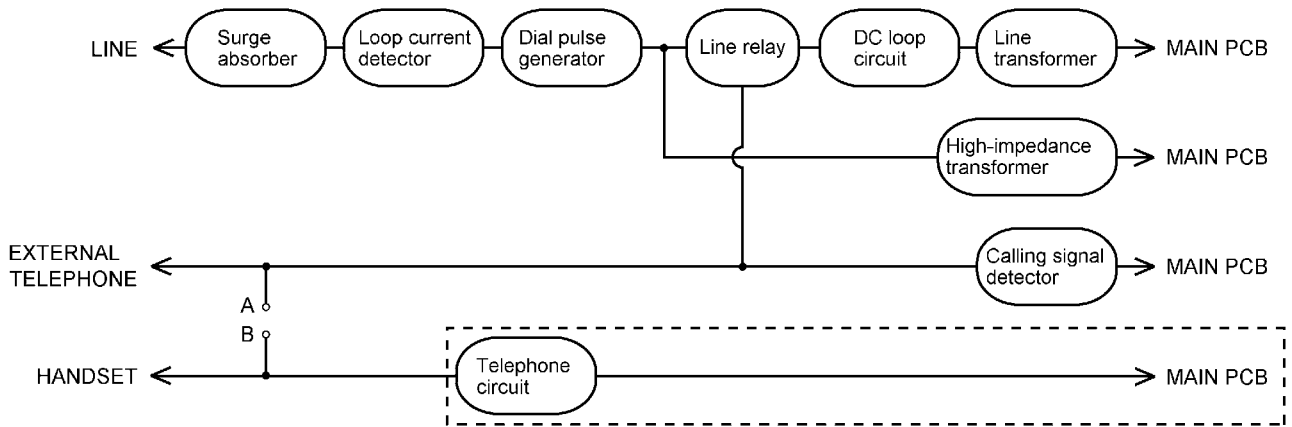 LINE
Surge
absorber
Loop current
detector
Dial pulse
generator
Line relay
DC loop
circuit
Line
transformer
MAIN PCB
High-impedance
transformer
MAIN PCB
EXTERNAL
TELEPHONE
Calling signal
detector
MAIN PCB
A
B
HANDSET
Telephone
circuit
MAIN PCB